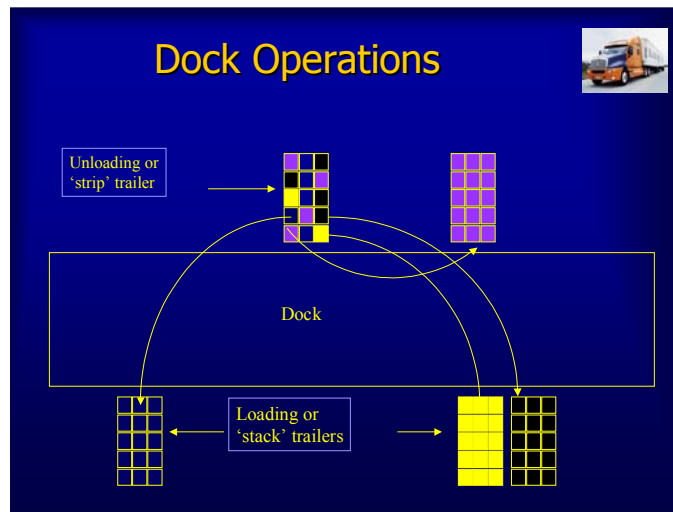 Dock Operations
Unloading or
‘strip’ trailer
Dock
Loading or
‘stack’ trailers